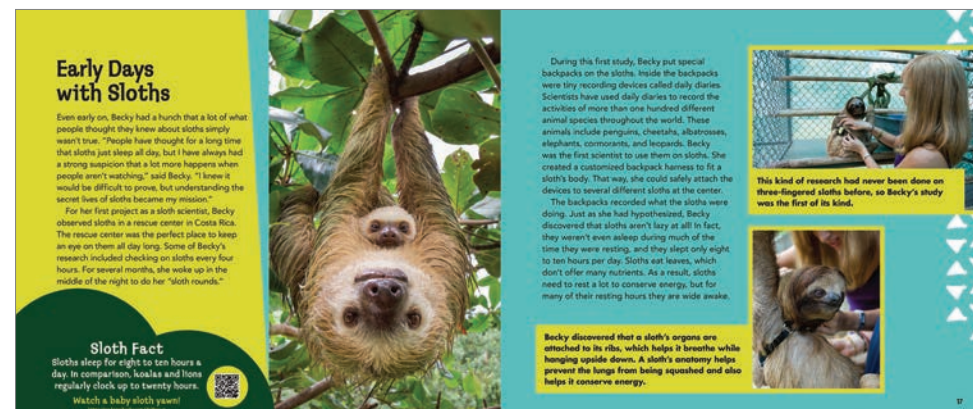 Early Days
with Sloths
Even early on, Becky had a hunch that a lot of what
people thought they knew about sloths simply
wasn't true. "People have thought for a long time
that sloths just sleep all day, but I have always had
a strong suspicion that a lot more happens when
people aren't watching," said Becky. "I knew it
would be difficult to prove, but understanding the
secret lives of sloths became my mission."
For her first project as a sloth scientist, Becky
observed sloths in a rescue center in Costa Rica.
The rescue center was the perfect place to keep
an eye on them all day long. Some of Becky's
research included checking on sloths every four
hours. For several months, she woke up in the
middle of the night to do her "sloth rounds."
Sloth Fact
Sloths sleep for eight to ten hours a
day. In comparison, koalas and lions
regularly clock up to twenty hours.
Watch a baby sloth yawn!
During this first study, Becky put special
backpacks on the sloths. Inside the backpacks
were tiny recording devices called daily diaries.
Scientists have used daily diaries to record the
activities of more than one hundred different
animal species throughout the world. These
animals include penguins, cheetahs, albatrosses,
elephants, cormorants, and leopards. Becky
was the first scientist to use them on sloths. She
created a customized backpack harness to fit a
sloth's body. That way, she could safely attach the
devices to several different sloths at the center.
The backpacks recorded what the sloths were
doing. Just as she had hypothesized, Becky
discovered that sloths aren't lazy at all! In fact,
they weren't even asleep during much of the
time they were resting, and they slept only eight
to ten hours per day. Sloths eat leaves, which
don't offer many nutrients. As a result, sloths
need to rest a lot to conserve energy, but for
many of their resting hours they are wide awake.
This kind of research had never been done on
three-fingered sloths before, so Becky's study
was the first of its kind.
Becky discovered that a sloth's organs are
attached to its ribs, which helps it breathe while
hanging upside down. A sloth's anatomy helps
prevent the lungs from being squashed and also
helps it conserve energy.
17